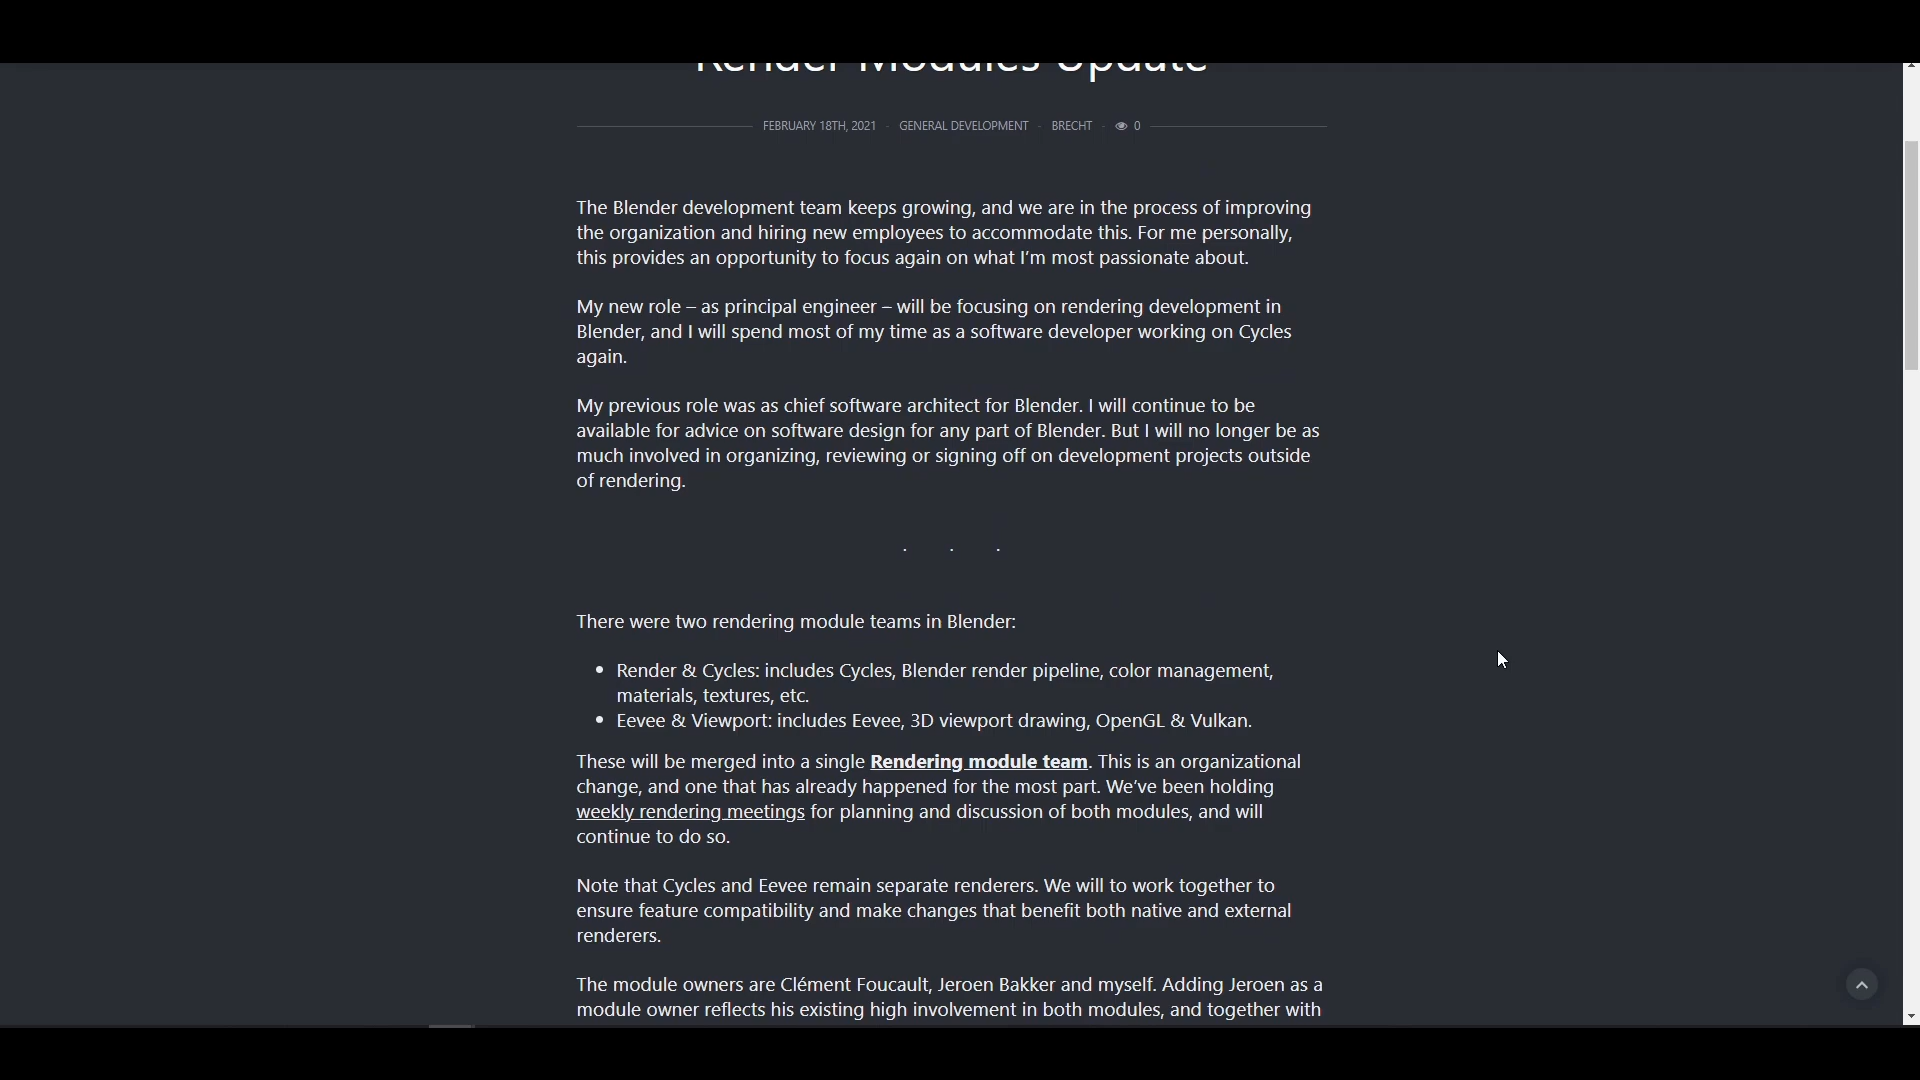 Render Modules Update
FEBRUARY 18TH, 2021 - GENERAL DEVELOPMENT - BRECHT - 0
The Blender development team keeps growing, and we are in the process of improving
the organization and hiring new employees to accommodate this. For me personally,
this provides an opportunity to focus again on what I'm most passionate about.
My new role – as principal engineer – will be focusing on rendering development in
Blender, and I will spend most of my time as a software developer working on Cycles
again.
My previous role was as chief software architect for Blender. I will continue to be
available for advice on software design for any part of Blender. But I will no longer be as
much involved in organizing, reviewing or signing off on development projects outside
of rendering.
. . .
There were two rendering module teams in Blender:
• Render & Cycles: includes Cycles, Blender render pipeline, color management,
materials, textures, etc.
• Eevee & Viewport: includes Eevee, 3D viewport drawing, OpenGL & Vulkan.
These will be merged into a single Rendering module team. This is an organizational
change, and one that has already happened for the most part. We've been holding
weekly rendering meetings for planning and discussion of both modules, and will
continue to do so.
Note that Cycles and Eevee remain separate renderers. We will to work together to
ensure feature compatibility and make changes that benefit both native and external
renderers.
The module owners are Clément Foucault, Jeroen Bakker and myself. Adding Jeroen as a
module owner reflects his existing high involvement in both modules, and together with